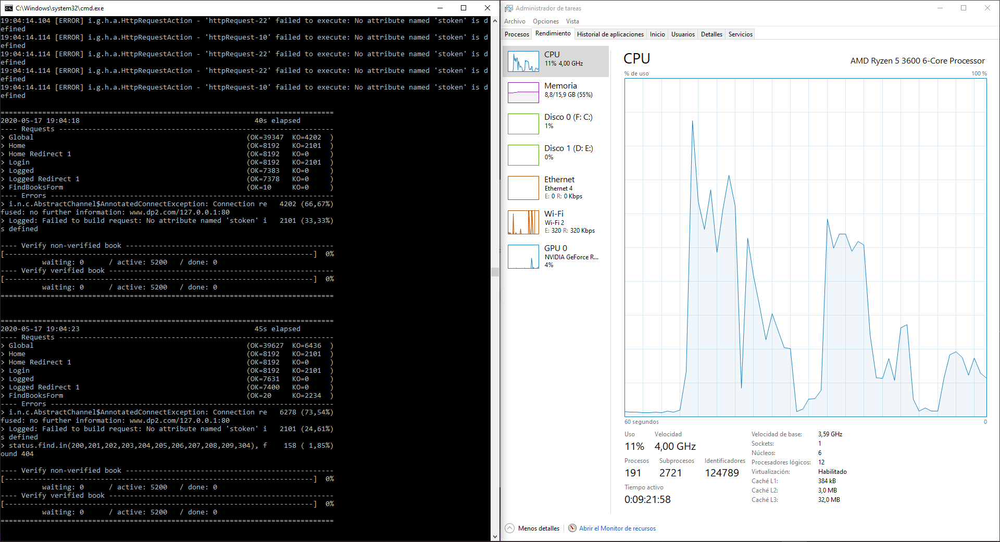 C:\Windows\system32\cmd.exe
19:04:14.104 [ERROR] i.g.h.a.HttpRequestAction - 'httpRequest-22' failed to execute: No attribute named 'stoken' is d
efined
19:04:14.114 [ERROR] i.g.h.a.HttpRequestAction - 'httpRequest-10' failed to execute: No attribute named 'stoken' is d
efined
19:04:14.114 [ERROR] i.g.h.a.HttpRequestAction - 'httpRequest-22' failed to execute: No attribute named 'stoken' is d
efined
19:04:14.114 [ERROR] i.g.h.a.HttpRequestAction - 'httpRequest-22' failed to execute: No attribute named 'stoken' is d
efined
19:04:14.114 [ERROR] i.g.h.a.HttpRequestAction - 'httpRequest-10' failed to execute: No attribute named 'stoken' is d
efined
================================================================================
2020-05-17 19:04:18                                          40s elapsed
---- Requests ------------------------------------------------------------------
> Global                                                   (OK=39347  KO=4202  )
> Home                                                     (OK=8192   KO=2101  )
> Home Redirect 1                                          (OK=8192   KO=0     )
> Login                                                    (OK=8192   KO=2101  )
> Logged                                                   (OK=7383   KO=0     )
> Logged Redirect 1                                        (OK=7378   KO=0     )
> FindBooksForm                                            (OK=10     KO=0     )
---- Errors --------------------------------------------------------------------
> i.n.c.AbstractChannel$AnnotatedConnectException: Connection re   4202 (66,67%)
fused: no further information: www.dp2.com/127.0.0.1:80
> Logged: Failed to build request: No attribute named 'stoken' i   2101 (33,33%)
s defined
---- Verify non-verified book --------------------------------------------------
[--------------------------------------------------------------------------]  0%
          waiting: 0      / active: 5200   / done: 0
---- Verify verified book ------------------------------------------------------
[--------------------------------------------------------------------------]  0%
          waiting: 0      / active: 5200   / done: 0
================================================================================
================================================================================
2020-05-17 19:04:23                                          45s elapsed
---- Requests ------------------------------------------------------------------
> Global                                                   (OK=39627  KO=6436  )
> Home                                                     (OK=8192   KO=2101  )
> Home Redirect 1                                          (OK=8192   KO=0     )
> Login                                                    (OK=8192   KO=2101  )
> Logged                                                   (OK=7631   KO=0     )
> Logged Redirect 1                                        (OK=7400   KO=0     )
> FindBooksForm                                            (OK=20     KO=2234  )
---- Errors --------------------------------------------------------------------
> i.n.c.AbstractChannel$AnnotatedConnectException: Connection re   6278 (73,54%)
fused: no further information: www.dp2.com/127.0.0.1:80
> Logged: Failed to build request: No attribute named 'stoken' i   2101 (24,61%)
s defined
> status.find.in(200,201,202,203,204,205,206,207,208,209,304), f    158 ( 1,85%)
ound 404
---- Verify non-verified book --------------------------------------------------
[--------------------------------------------------------------------------]  0%
          waiting: 0      / active: 5200   / done: 0
---- Verify verified book ------------------------------------------------------
[--------------------------------------------------------------------------]  0%
          waiting: 0      / active: 5200   / done: 0
================================================================================
Administrador de tareas
Archivo Opciones Vista
Procesos Rendimiento Historial de aplicaciones Inicio Usuarios Detalles Servicios
CPU
11% 4,00 GHz
Memoria
8,8/15,9 GB (55%)
Disco 0 (F: C:)
1%
Disco 1 (D: E:)
0%
Ethernet
Ethernet 4
E: 0 R: 0 Kbps
Wi-Fi
Wi-Fi 2
E: 320 R: 320 Kbps
GPU 0
NVIDIA GeForce R...
4%
CPU AMD Ryzen 5 3600 6-Core Processor
% de uso 100 %
60 segundos 0
Uso Velocidad
11% 4,00 GHz
Procesos Subprocesos Identificadores
191 2721 124789
Tiempo activo
0:09:21:58
Velocidad de base: 3,59 GHz
Sockets: 1
Núcleos: 6
Procesadores lógicos: 12
Virtualización: Habilitado
Caché L1: 384 kB
Caché L2: 3,0 MB
Caché L3: 32,0 MB
Menos detalles Abrir el Monitor de recursos